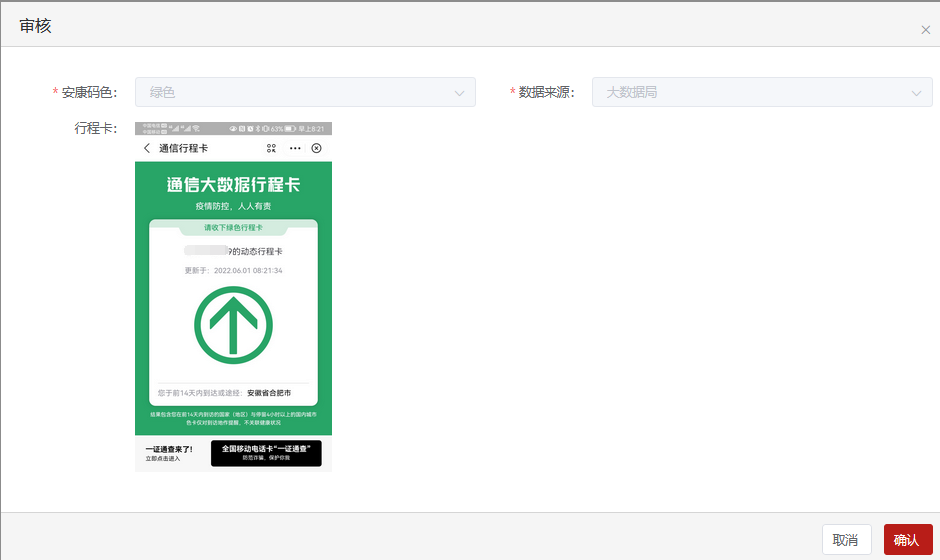 审核
* 安康码色: 绿色
* 数据来源: 大数据局
行程卡:
63% 早上8:21
通信行程卡
通信大数据行程卡
疫情防控，人人有责
请收下绿色行程卡
9的动态行程卡
更新于: 2022.06.01 08:21:34
您于前14天内到达或途经: 安徽省合肥市
结果包含您在前14天内到访的国家（地区）与停留4小时以上的国内城市
色卡仅对到访地作提醒，不关联健康状况
一证通查来了!
立即点击进入
全国移动电话卡“一证通查”
防范诈骗，保护你我
取消
确认